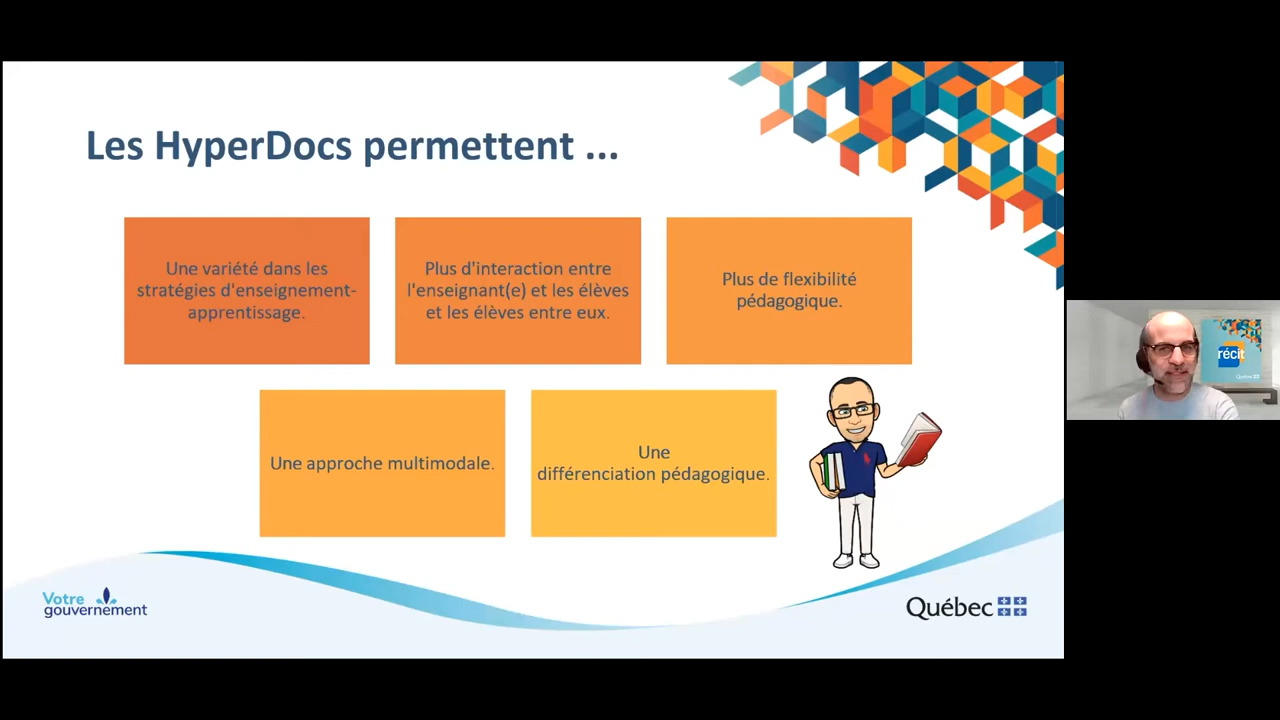 Les HyperDocs permettent ...
Une variété dans les
stratégies d'enseignement-
apprentissage.
Plus d'interaction entre
l'enseignant(e) et les élèves
et les élèves entre eux.
Plus de flexibilité
pédagogique.
Une approche multimodale.
Une
différenciation pédagogique.
récit
Québec
Votre
gouvernement
Québec